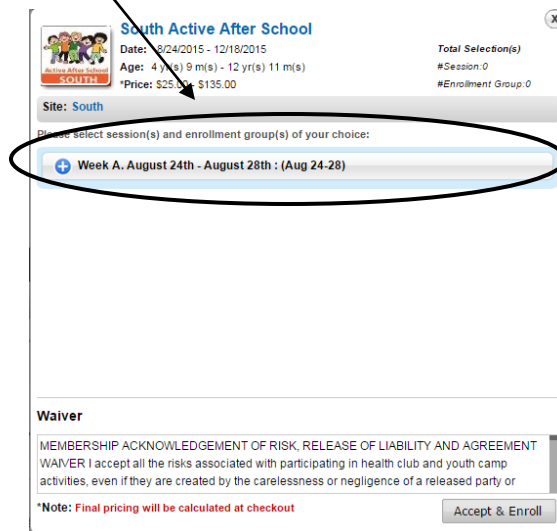 South Active After School
Date: 8/24/2015 - 12/18/2015
Total Selection(s)
Age: 4 yr(s) 9 m(s) - 12 yr(s) 11 m(s)
#Session:0
*Price: $25.00 - $135.00
#Enrollment Group:0
Active After School
SOUTH
Site: South
Please select session(s) and enrollment group(s) of your choice:
Week A. August 24th - August 28th : (Aug 24-28)
Waiver
MEMBERSHIP ACKNOWLEDGEMENT OF RISK, RELEASE OF LIABILITY AND AGREEMENT
WAIVER I accept all the risks associated with participating in health club and youth camp
activities, even if they are created by the carelessness or negligence of a released party or
*Note: Final pricing will be calculated at checkout
Accept & Enroll